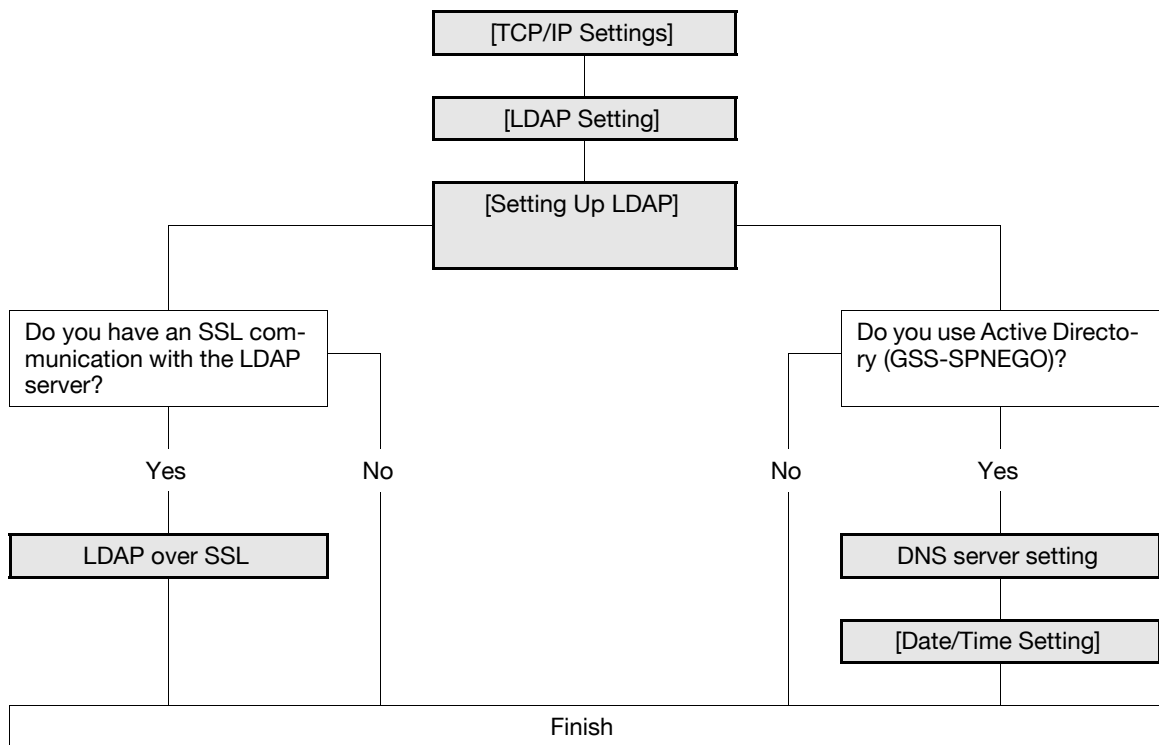 [TCP/IP Settings]
[LDAP Setting]
[Setting Up LDAP]
Do you have an SSL com-
munication with the LDAP
server?
Do you use Active Directo-
ry (GSS-SPNEGO)?
Yes
No
No
Yes
LDAP over SSL
DNS server setting
[Date/Time Setting]
Finish